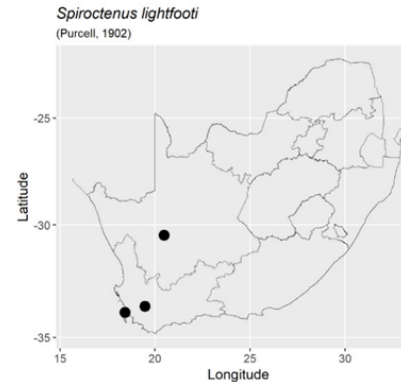 Spiroctenus lightfooti
(Purcell, 1902)
-25
-30
-35
Latitude
15
20
25
30
Longitude